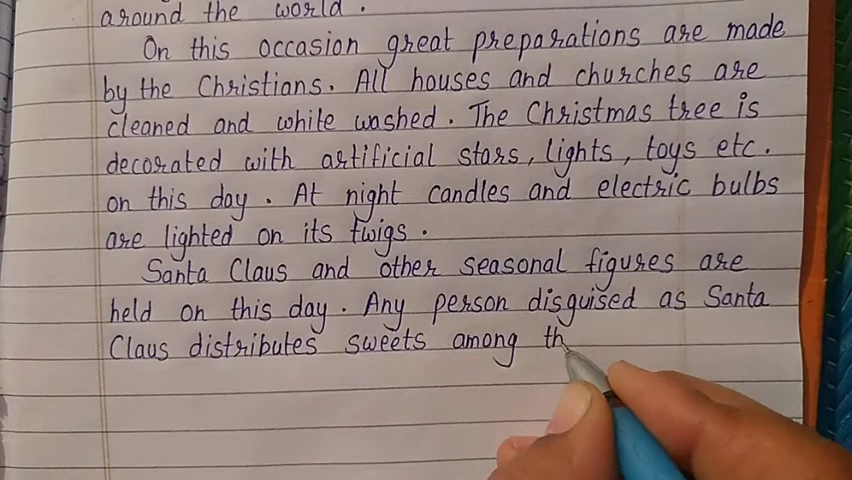 around the world.
On this occasion great preparations are made
by the Christians. All houses and churches are
cleaned and white washed. The Christmas tree is
decorated with artificial stars, lights, toys etc.
on this day. At night candles and electric bulbs
are lighted on its twigs.
Santa Claus and other seasonal figures are
held on this day. Any person disguised as Santa
Claus distributes sweets among th